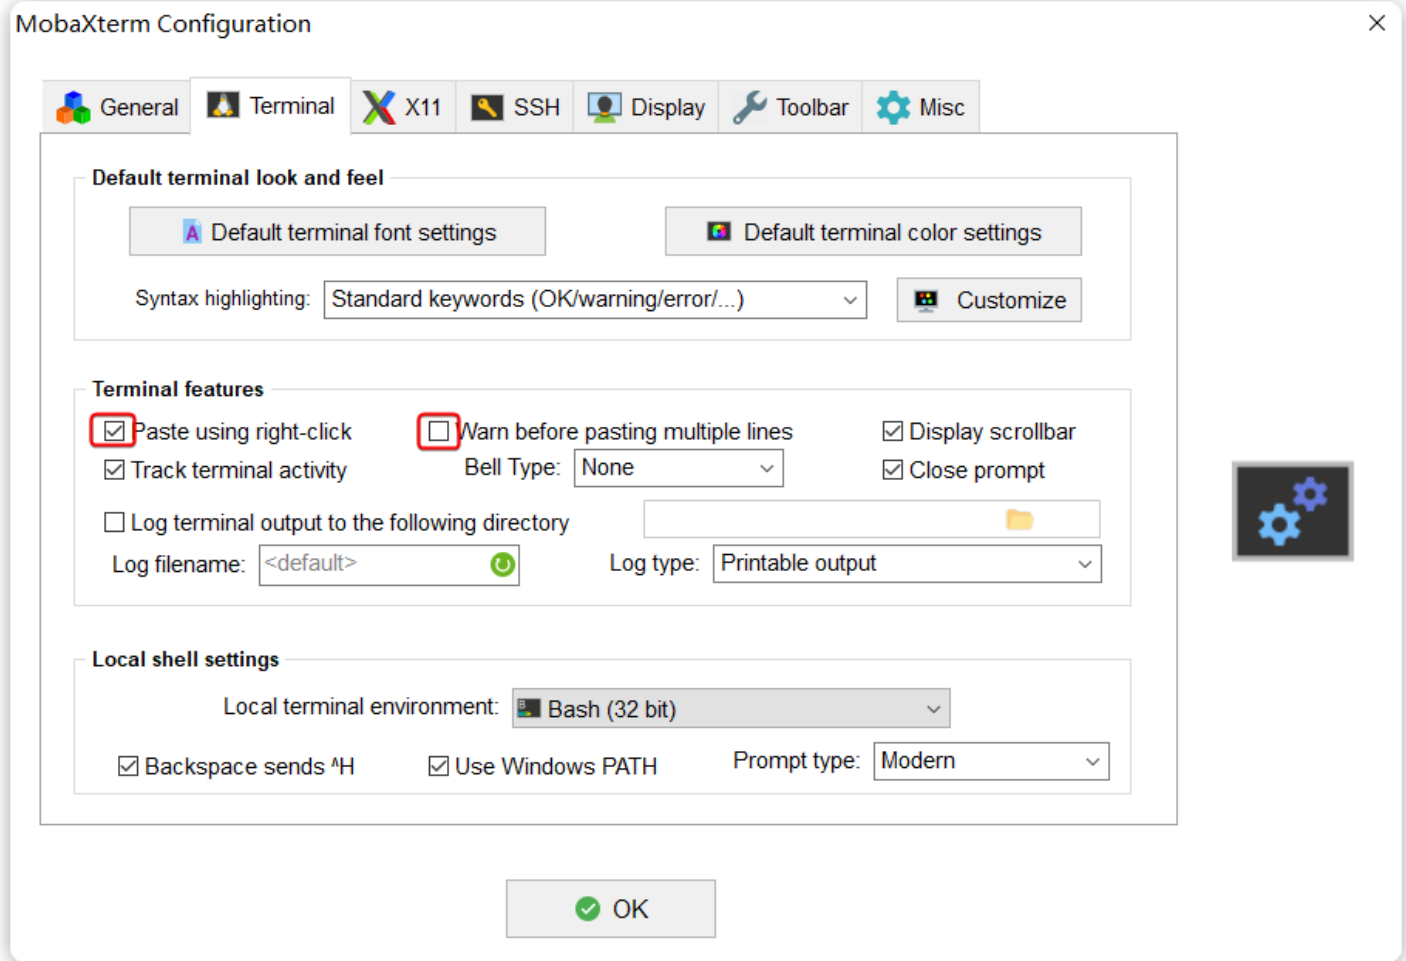 MobaXterm Configuration
General Terminal X11 SSH Display Toolbar Misc
Default terminal look and feel
Default terminal font settings Default terminal color settings
Syntax highlighting: Standard keywords (OK/warning/error/...) Customize
Terminal features
Paste using right-click Warn before pasting multiple lines Display scrollbar
Track terminal activity Bell Type: None Close prompt
Log terminal output to the following directory
Log filename: <default> Log type: Printable output
Local shell settings
Local terminal environment: Bash (32 bit)
Backspace sends ^H Use Windows PATH Prompt type: Modern
OK